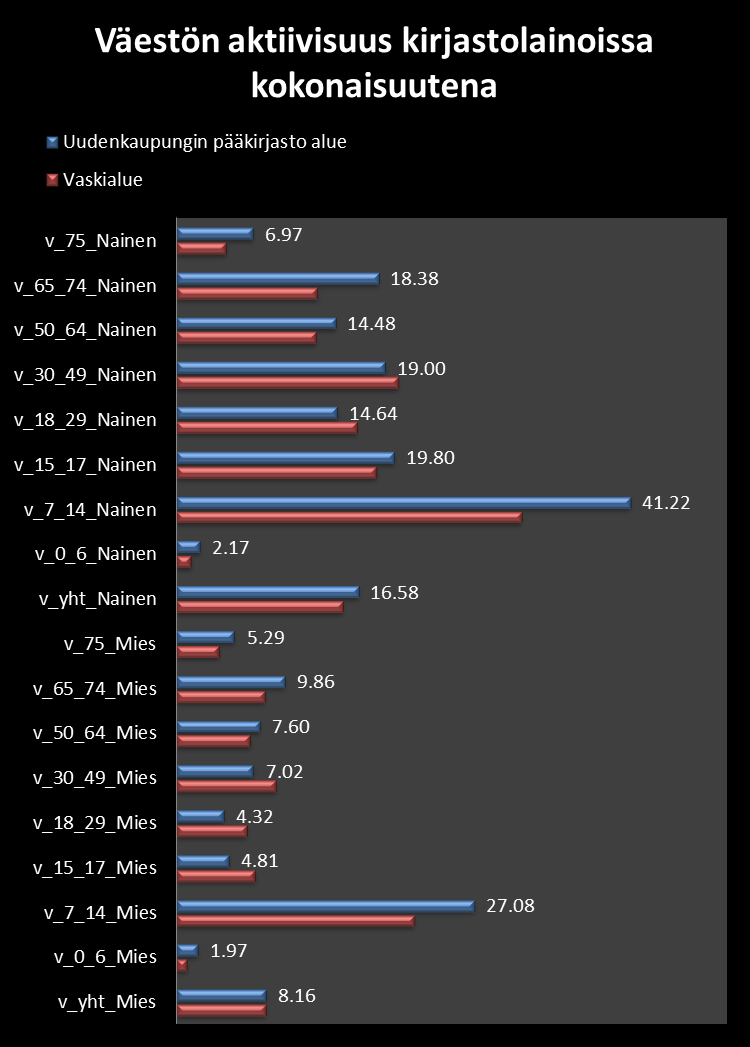 Väestön aktiivisuus kirjastolainoissa
kokonaisuutena
Uudenkaupungin pääkirjasto alue
Vaskialue
v_75_Nainen 6.97
v_65_74_Nainen 18.38
v_50_64_Nainen 14.48
v_30_49_Nainen 19.00
v_18_29_Nainen 14.64
v_15_17_Nainen 19.80
v_7_14_Nainen 41.22
v_0_6_Nainen 2.17
v_yht_Nainen 16.58
v_75_Mies 5.29
v_65_74_Mies 9.86
v_50_64_Mies 7.60
v_30_49_Mies 7.02
v_18_29_Mies 4.32
v_15_17_Mies 4.81
v_7_14_Mies 27.08
v_0_6_Mies 1.97
v_yht_Mies 8.16